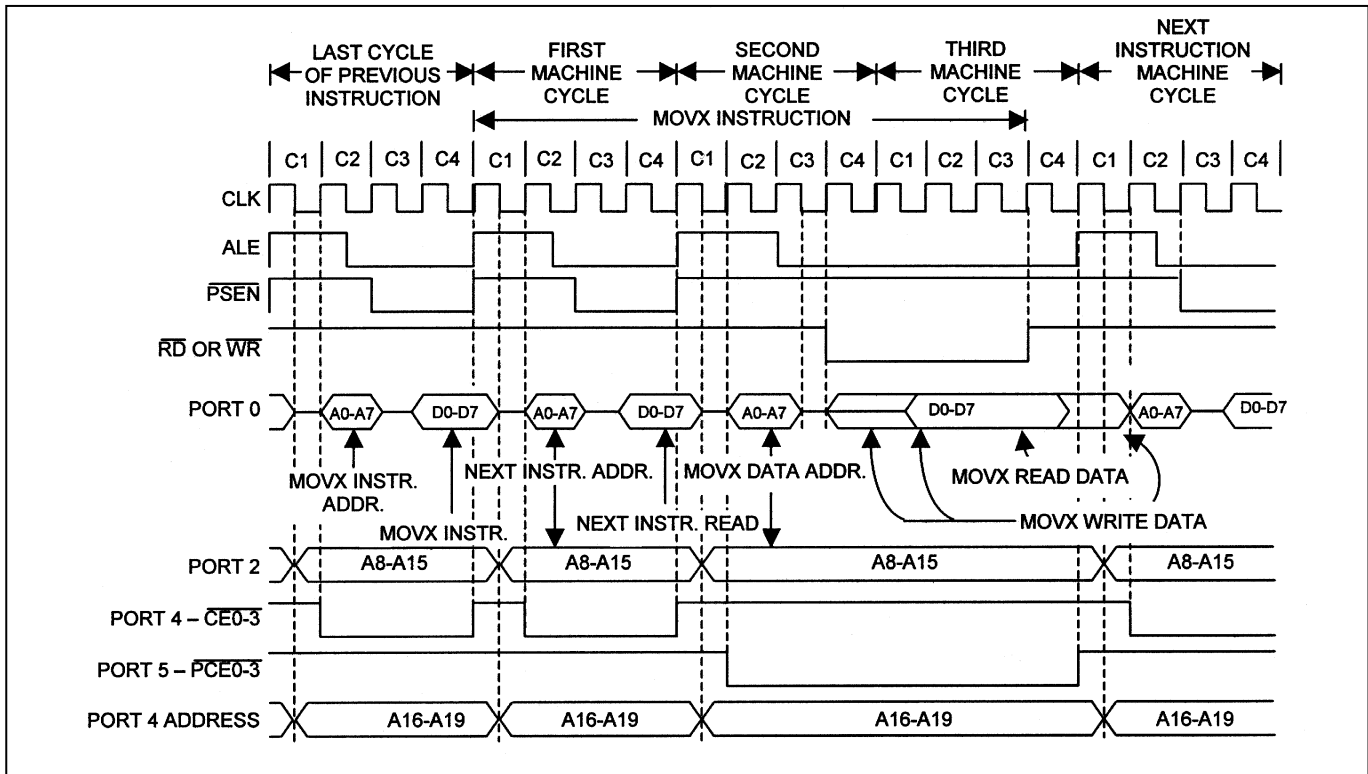 LAST CYCLE
OF PREVIOUS
INSTRUCTION
FIRST
MACHINE
CYCLE
SECOND
MACHINE
CYCLE
THIRD
MACHINE
CYCLE
NEXT
INSTRUCTION
MACHINE
CYCLE
MOVX INSTRUCTION
C1 C2 C3 C4 C1 C2 C3 C4 C1 C2 C3 C4 C1 C2 C3 C4 C1 C2 C3 C4
CLK
ALE
PSEN
RD OR WR
PORT 0 A0-A7 D0-D7 A0-A7 D0-D7 A0-A7 D0-D7 A0-A7 D0-D7
MOVX INSTR.
ADDR.
NEXT INSTR. ADDR.
MOVX DATA ADDR.
MOVX READ DATA
MOVX INSTR.
NEXT INSTR. READ
MOVX WRITE DATA
PORT 2 A8-A15 A8-A15 A8-A15 A8-A15
PORT 4 – CE0-3
PORT 5 – PCE0-3
PORT 4 ADDRESS A16-A19 A16-A19 A16-A19 A16-A19